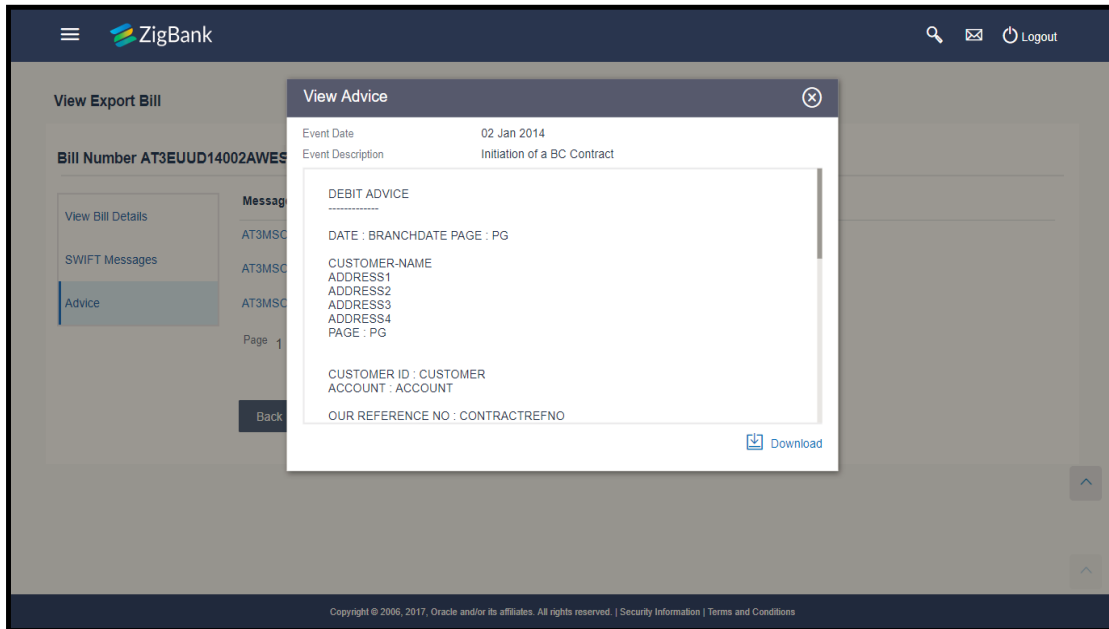 ZigBank
Logout
View Export Bill
Bill Number AT3EUUD14002AWES
View Bill Details
SWIFT Messages
Advice
Messag
AT3MSC
AT3MSC
AT3MSC
Page 1
Back
View Advice
Event Date 02 Jan 2014
Event Description Initiation of a BC Contract
DEBIT ADVICE
-------------
DATE : BRANCHDATE PAGE : PG
CUSTOMER-NAME
ADDRESS1
ADDRESS2
ADDRESS3
ADDRESS4
PAGE : PG
CUSTOMER ID : CUSTOMER
ACCOUNT : ACCOUNT
OUR REFERENCE NO : CONTRACTREFNO
Download
Copyright © 2006, 2017, Oracle and/or its affiliates. All rights reserved. | Security Information | Terms and Conditions